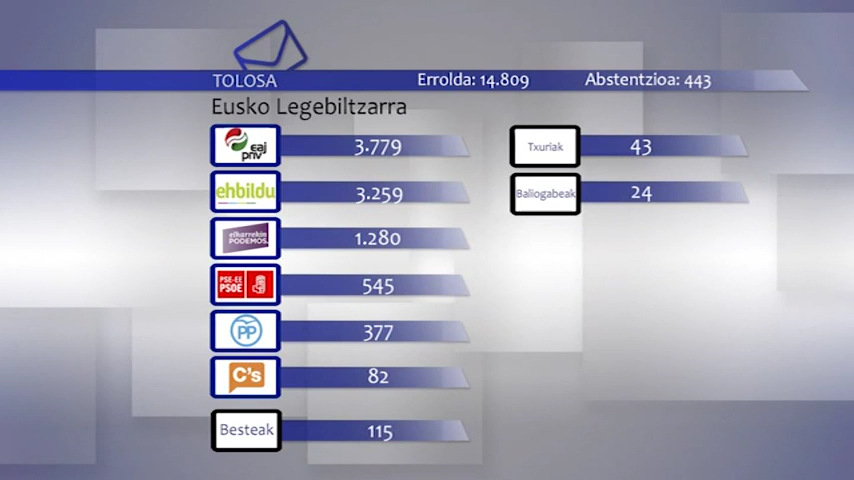 TOLOSA Errolda: 14.809 Abstentzioa: 443
Eusko Legebiltzarra
eaj pnv 3.779
ehbildu 3.259
elkarrekin PODEMOS 1.280
PSE-EE PSOE 545
PP 377
C's 82
Besteak 115
Txuriak 43
Baliogabeak 24